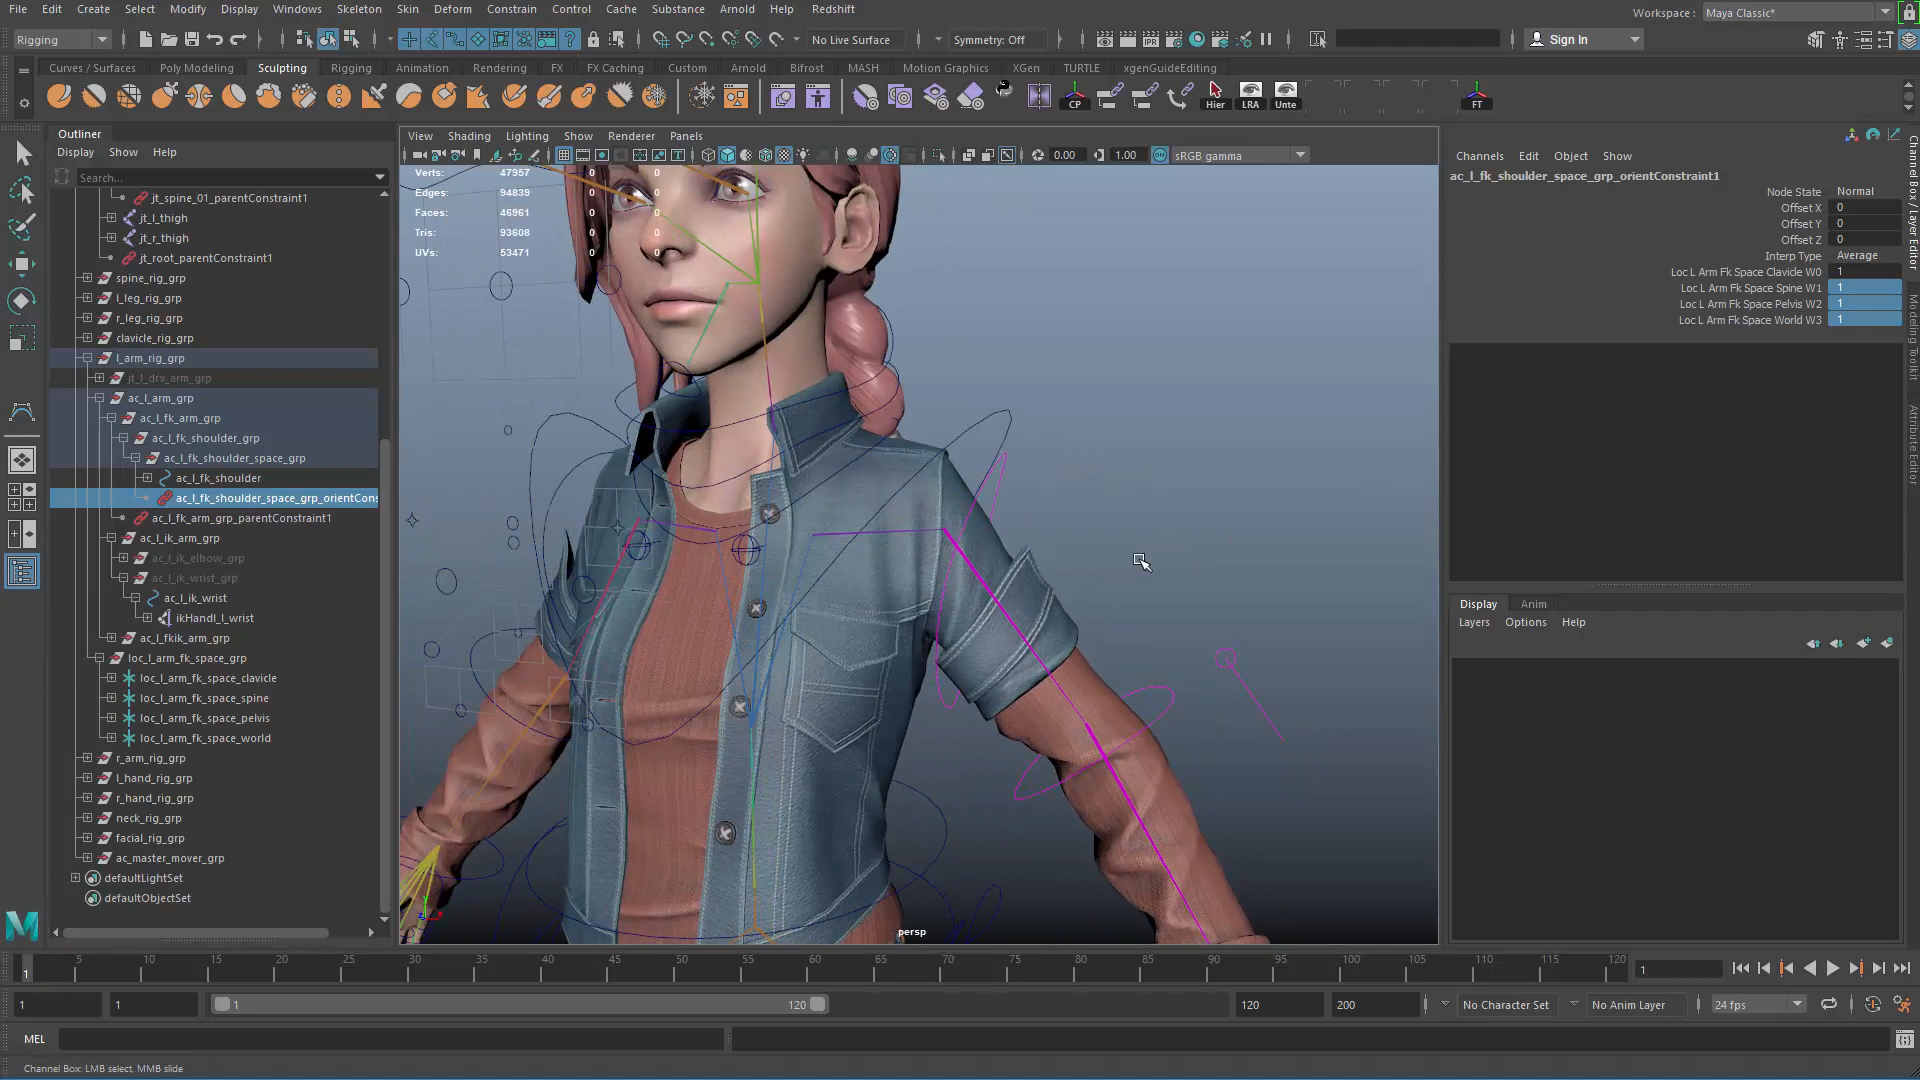 File Edit Create Select Modify Display Windows Skeleton Skin Deform Constrain Control Cache Substance Arnold Help Redshift
Workspace : Maya Classic*
Rigging
No Live Surface
Symmetry: Off
Sign In
Curves / Surfaces Poly Modeling Sculpting Rigging Animation Rendering FX FX Caching Custom Arnold Bifrost MASH Motion Graphics XGen TURTLE xgenGuideEditing
CP Hier LRA Unte FT
Outliner
Display Show Help
Search...
jt_spine_01_parentConstraint1
jt_l_thigh
jt_r_thigh
jt_root_parentConstraint1
spine_rig_grp
l_leg_rig_grp
r_leg_rig_grp
clavicle_rig_grp
l_arm_rig_grp
jt_l_drv_arm_grp
ac_l_arm_grp
ac_l_fk_arm_grp
ac_l_fk_shoulder_grp
ac_l_fk_shoulder_space_grp
ac_l_fk_shoulder
ac_l_fk_shoulder_space_grp_orientCons
ac_l_fk_arm_grp_parentConstraint1
ac_l_ik_arm_grp
ac_l_ik_elbow_grp
ac_l_ik_wrist_grp
ac_l_ik_wrist
ikHandl_l_wrist
ac_l_fkik_arm_grp
loc_l_arm_fk_space_grp
loc_l_arm_fk_space_clavicle
loc_l_arm_fk_space_spine
loc_l_arm_fk_space_pelvis
loc_l_arm_fk_space_world
r_arm_rig_grp
l_hand_rig_grp
r_hand_rig_grp
neck_rig_grp
facial_rig_grp
ac_master_mover_grp
defaultLightSet
defaultObjectSet
View Shading Lighting Show Renderer Panels
0.00 1.00 sRGB gamma
Verts: 47957 0 0
Edges: 94839 0 0
Faces: 46961 0 0
Tris: 93608 0 0
UVs: 53471 0 0
persp
Channels Edit Object Show
ac_l_fk_shoulder_space_grp_orientConstraint1
Node State Normal
Offset X 0
Offset Y 0
Offset Z 0
Interp Type Average
Loc L Arm Fk Space Clavicle W0 1
Loc L Arm Fk Space Spine W1 1
Loc L Arm Fk Space Pelvis W2 1
Loc L Arm Fk Space World W3 1
Channel Box / Layer Editor
Modeling Toolkit
Attribute Editor
Display Anim
Layers Options Help
1 5 10 15 20 25 30 35 40 45 50 55 60 65 70 75 80 85 90 95 100 105 110 115 120
1
1 1 1 120 120 200 No Character Set No Anim Layer 24 fps
MEL
Channel Box: LMB select, MMB slide